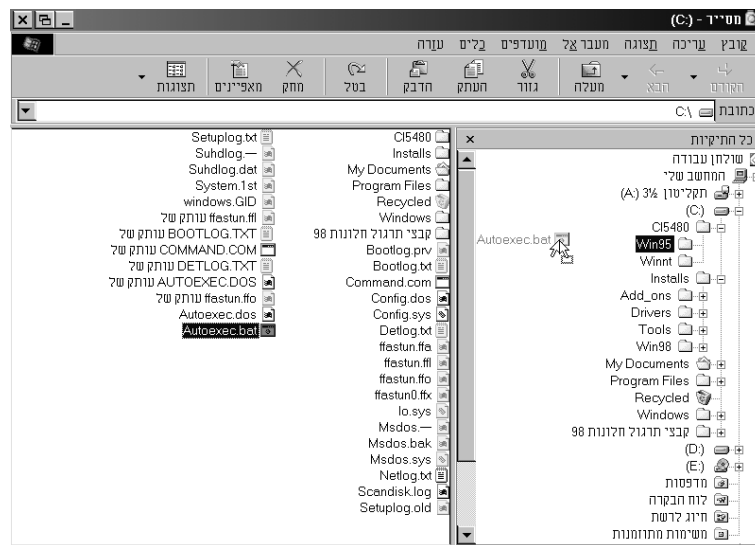 סייר - (C:)
קובץ עריכה תצוגה מעבר אל מועדפים כלים עזרה
הקודם הבא מעלה גזור העתק הדבק בטל מחק מאפיינים תצוגות
כתובת C:\
כל התיקיות
שולחן עבודה
המחשב שלי
תקליטון 3½ (A:)
(C:)
CI5480
Win95
Winnt
Installs
Add_ons
Drivers
Tools
Win98
My Documents
Program Files
Recycled
Windows
קבצי תרגול חלונות 98
(D:)
(E:)
מדפסות
לוח הבקרה
חיוג לרשת
משימות מתוזמנות
Autoexec.bat
CI5480
Installs
My Documents
Program Files
Recycled
Windows
קבצי תרגול חלונות 98
Bootlog.prv
Bootlog.txt
Command.com
Config.dos
Config.sys
Detlog.txt
ffastun.ffa
ffastun.ffl
ffastun.ffo
ffastun0.ffx
Io.sys
Msdos.---
Msdos.bak
Msdos.sys
Netlog.txt
Scandisk.log
Setuplog.old
Setuplog.txt
Suhdlog.---
Suhdlog.dat
System.1st
windows.GID
עותק של ffastun.ffl
עותק של BOOTLOG.TXT
עותק של COMMAND.COM
עותק של DETLOG.TXT
עותק של AUTOEXEC.DOS
עותק של ffastun.ffo
Autoexec.dos
Autoexec.bat